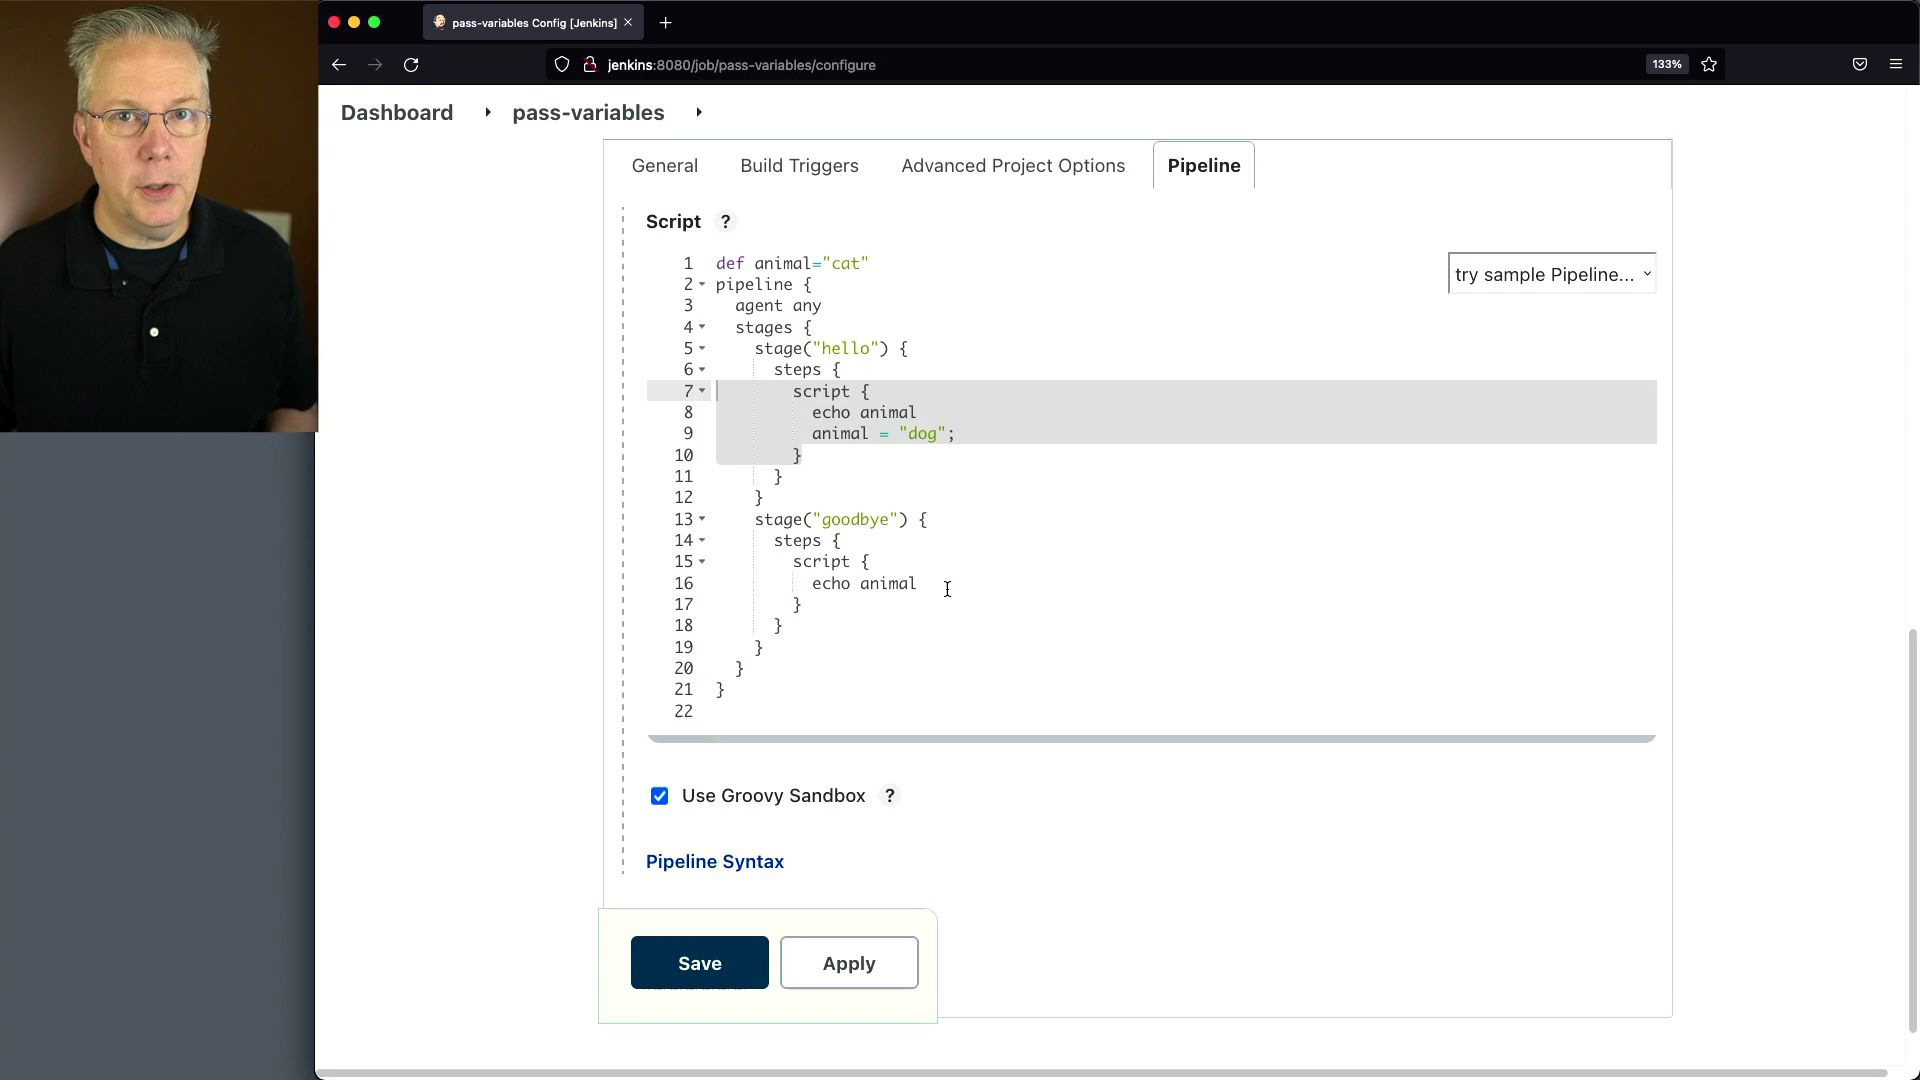 pass-variables Config [Jenkins]
jenkins:8080/job/pass-variables/configure
133%
Dashboard
pass-variables
General
Build Triggers
Advanced Project Options
Pipeline
Script ?
try sample Pipeline...
1 def animal="cat"
2 pipeline {
3   agent any
4   stages {
5     stage("hello") {
6       steps {
7         script {
8           echo animal
9           animal = "dog";
10         }
11       }
12     }
13     stage("goodbye") {
14       steps {
15         script {
16           echo animal
17         }
18       }
19     }
20   }
21 }
22
Use Groovy Sandbox ?
Pipeline Syntax
Save
Apply